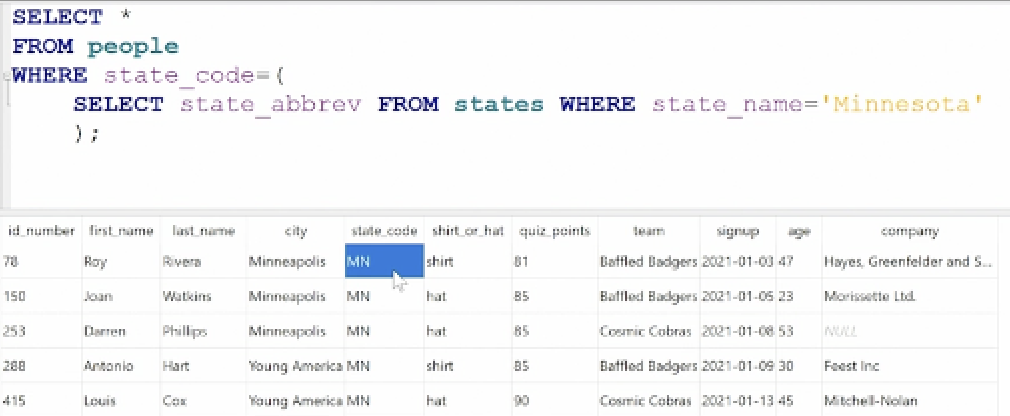 SELECT *
FROM people
WHERE state_code=(
SELECT state_abbrev FROM states WHERE state_name='Minnesota'
);
id_number first_name last_name city state_code shirt_or_hat quiz_points team signup age company
78 Roy Rivera Minneapolis MN shirt 81 Baffled Badgers 2021-01-03 47 Hayes, Greenfelder and S...
150 Joan Watkins Minneapolis MN hat 85 Baffled Badgers 2021-01-05 23 Morissette Ltd.
253 Darren Phillips Minneapolis MN hat 85 Cosmic Cobras 2021-01-08 53 NULL
288 Antonio Hart Young America MN shirt 85 Baffled Badgers 2021-01-09 30 Feest Inc
415 Louis Cox Young America MN hat 90 Cosmic Cobras 2021-01-13 45 Mitchell-Nolan